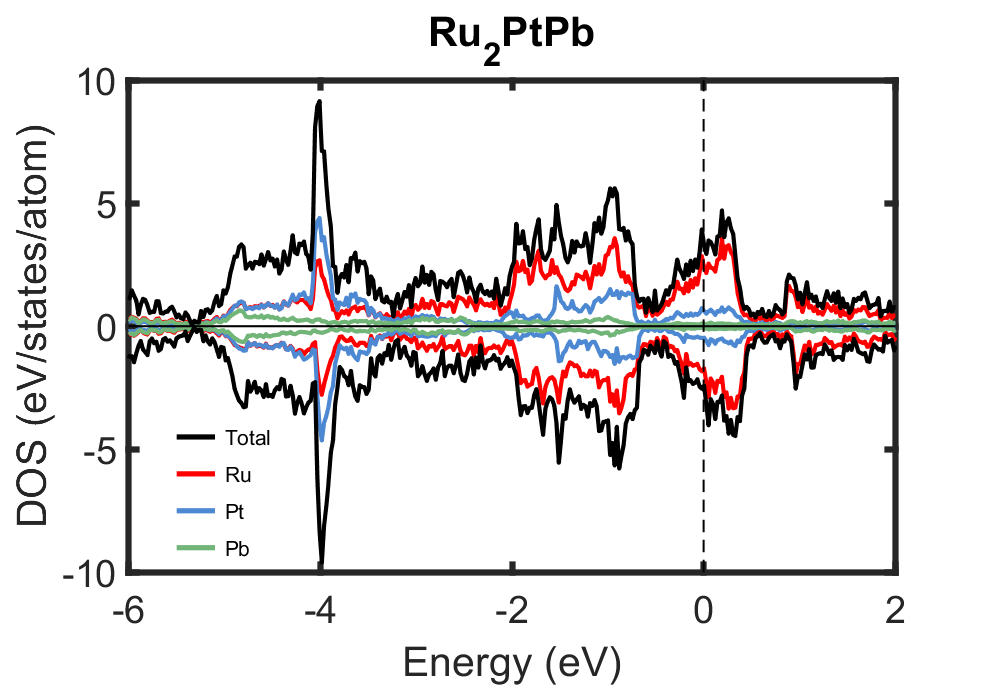 Ru₂PtPb
10
5
0
-5
-10
DOS (eV/states/atom)
Total
Ru
Pt
Pb
-6 -4 -2 0 2
Energy (eV)